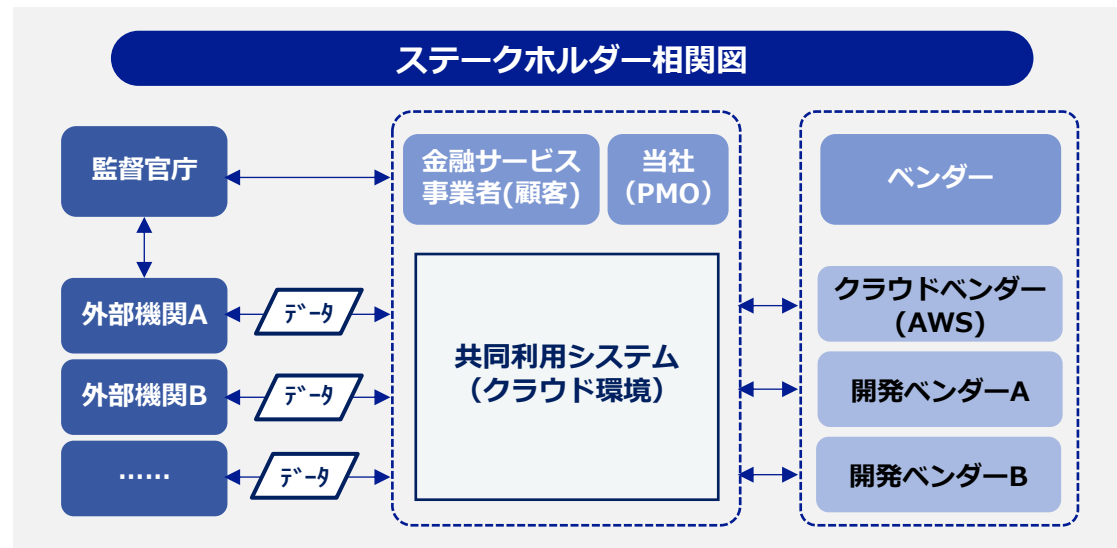 ステークホルダー相関図
監督官庁
金融サービス
事業者(顧客)
当社
（PMO）
ベンダー
外部機関A
ﾃﾞｰﾀ
クラウドベンダー
(AWS)
共同利用システム
（クラウド環境）
外部機関B
ﾃﾞｰﾀ
開発ベンダーA
……
ﾃﾞｰﾀ
開発ベンダーB